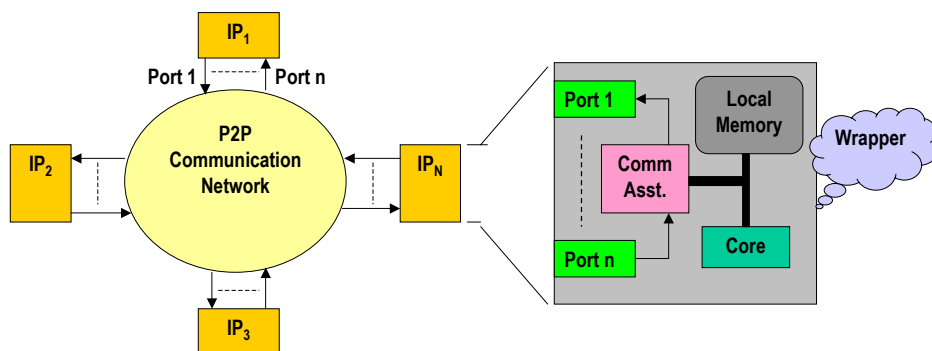 IP1
Port 1
Port n
P2P
Communication
Network
IP2
IPN
IP3
Port 1
Local
Memory
Comm
Asst.
Port n
Core
Wrapper